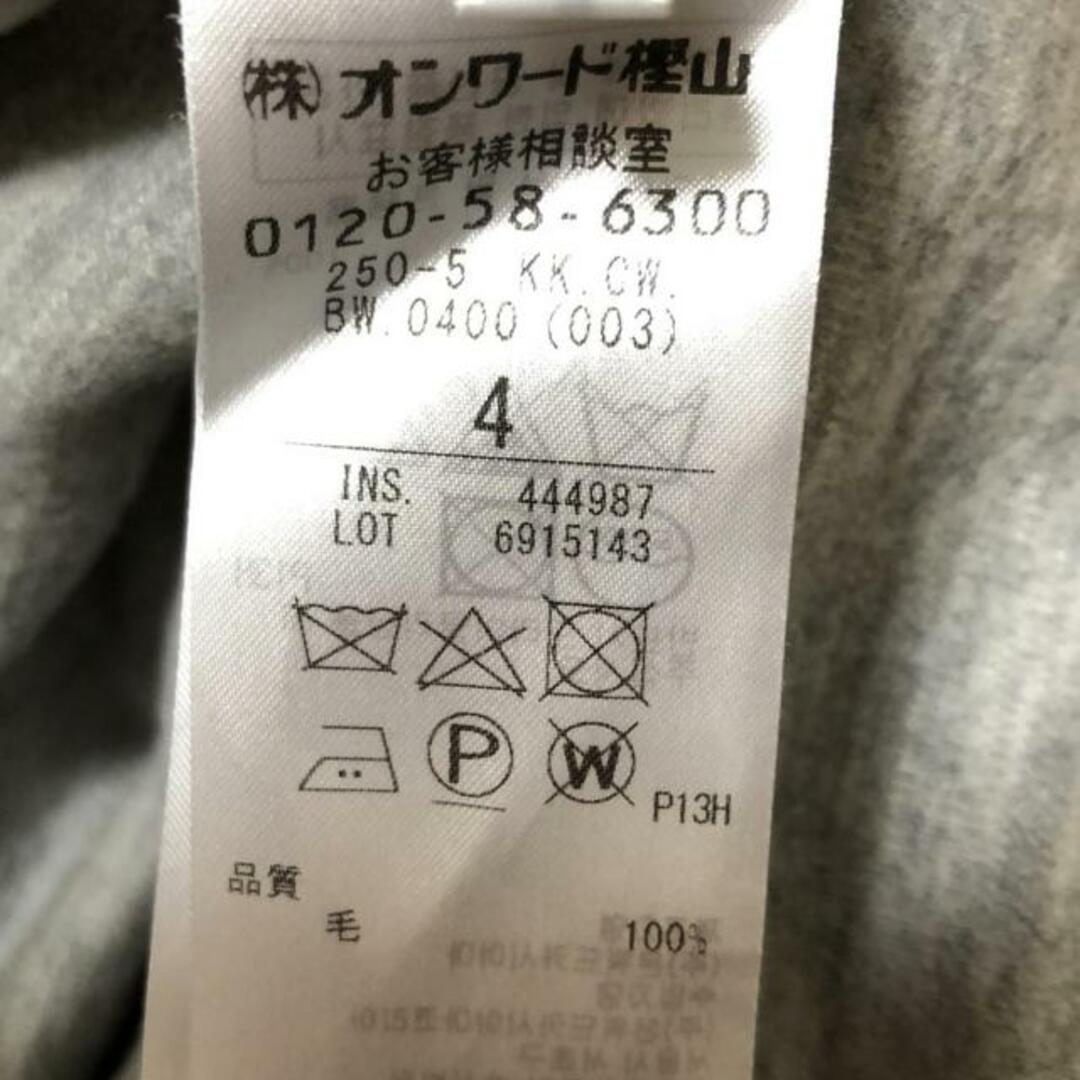 ㈱オンワード樫山
お客様相談室
0120-58-6300
250-5 KK.CW.
BW.0400 (003)
4
INS. 444987
LOT 6915143
P W P13H
品質
毛 100%